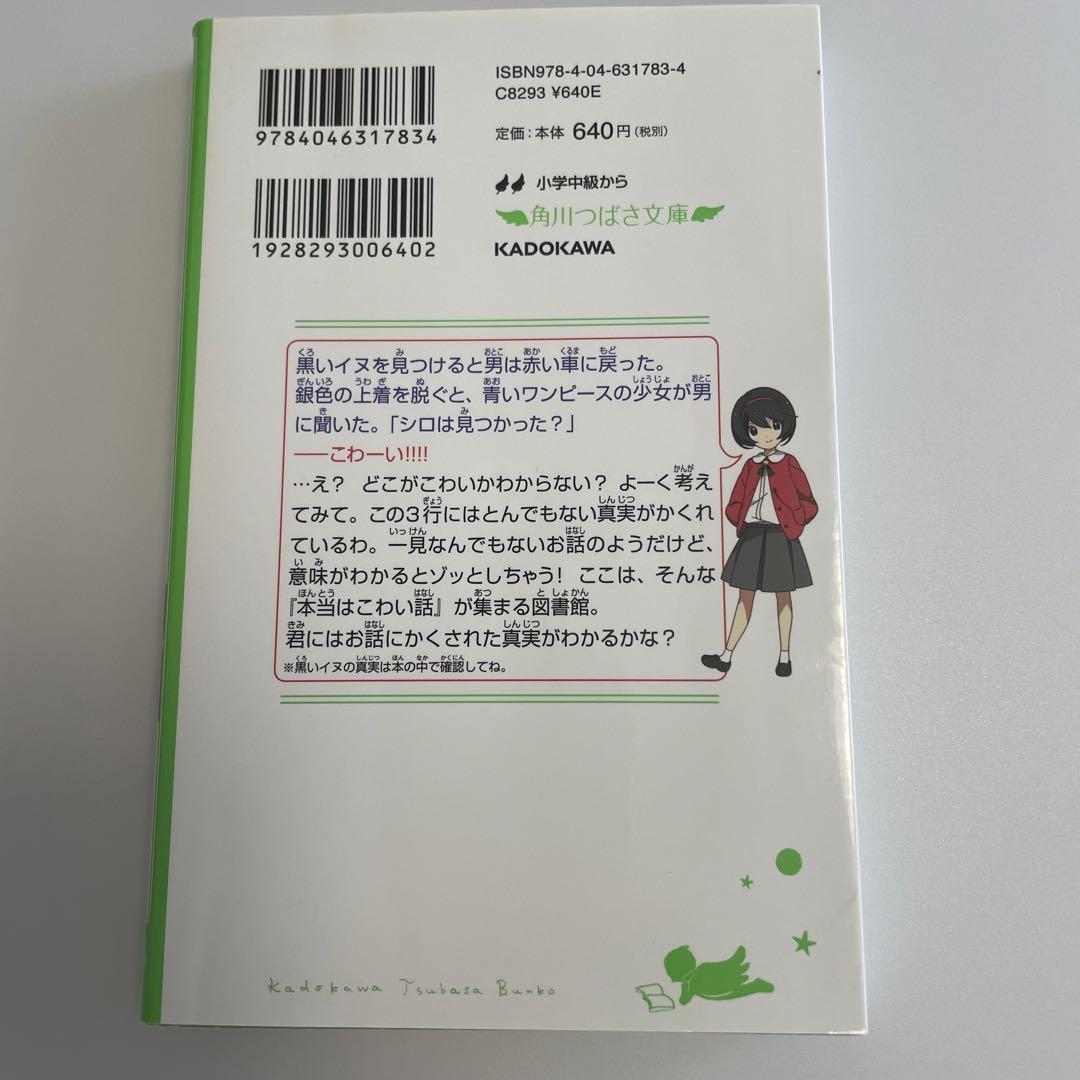 9784046317834
ISBN978-4-04-631783-4
C8293 ¥640E
定価：本体 640円(税別)
1928293006402
小学中級から
角川つばさ文庫
KADOKAWA
黒いイヌを見つけると男は赤い車に戻った。
銀色の上着を脱ぐと、青いワンピースの少女が男
に聞いた。「シロは見つかった？」
──こわーい!!!!
…え？ どこがこわいかわからない？ よーく考え
てみて。この3行にはとんでもない真実がかくれ
ているわ。一見なんでもないお話のようだけど、
意味がわかるとゾッとしちゃう! ここは、そんな
『本当はこわい話』が集まる図書館。
君にはお話にかくされた真実がわかるかな？
※黒いイヌの真実は本の中で確認してね。
Kadokawa Tsubasa Bunko